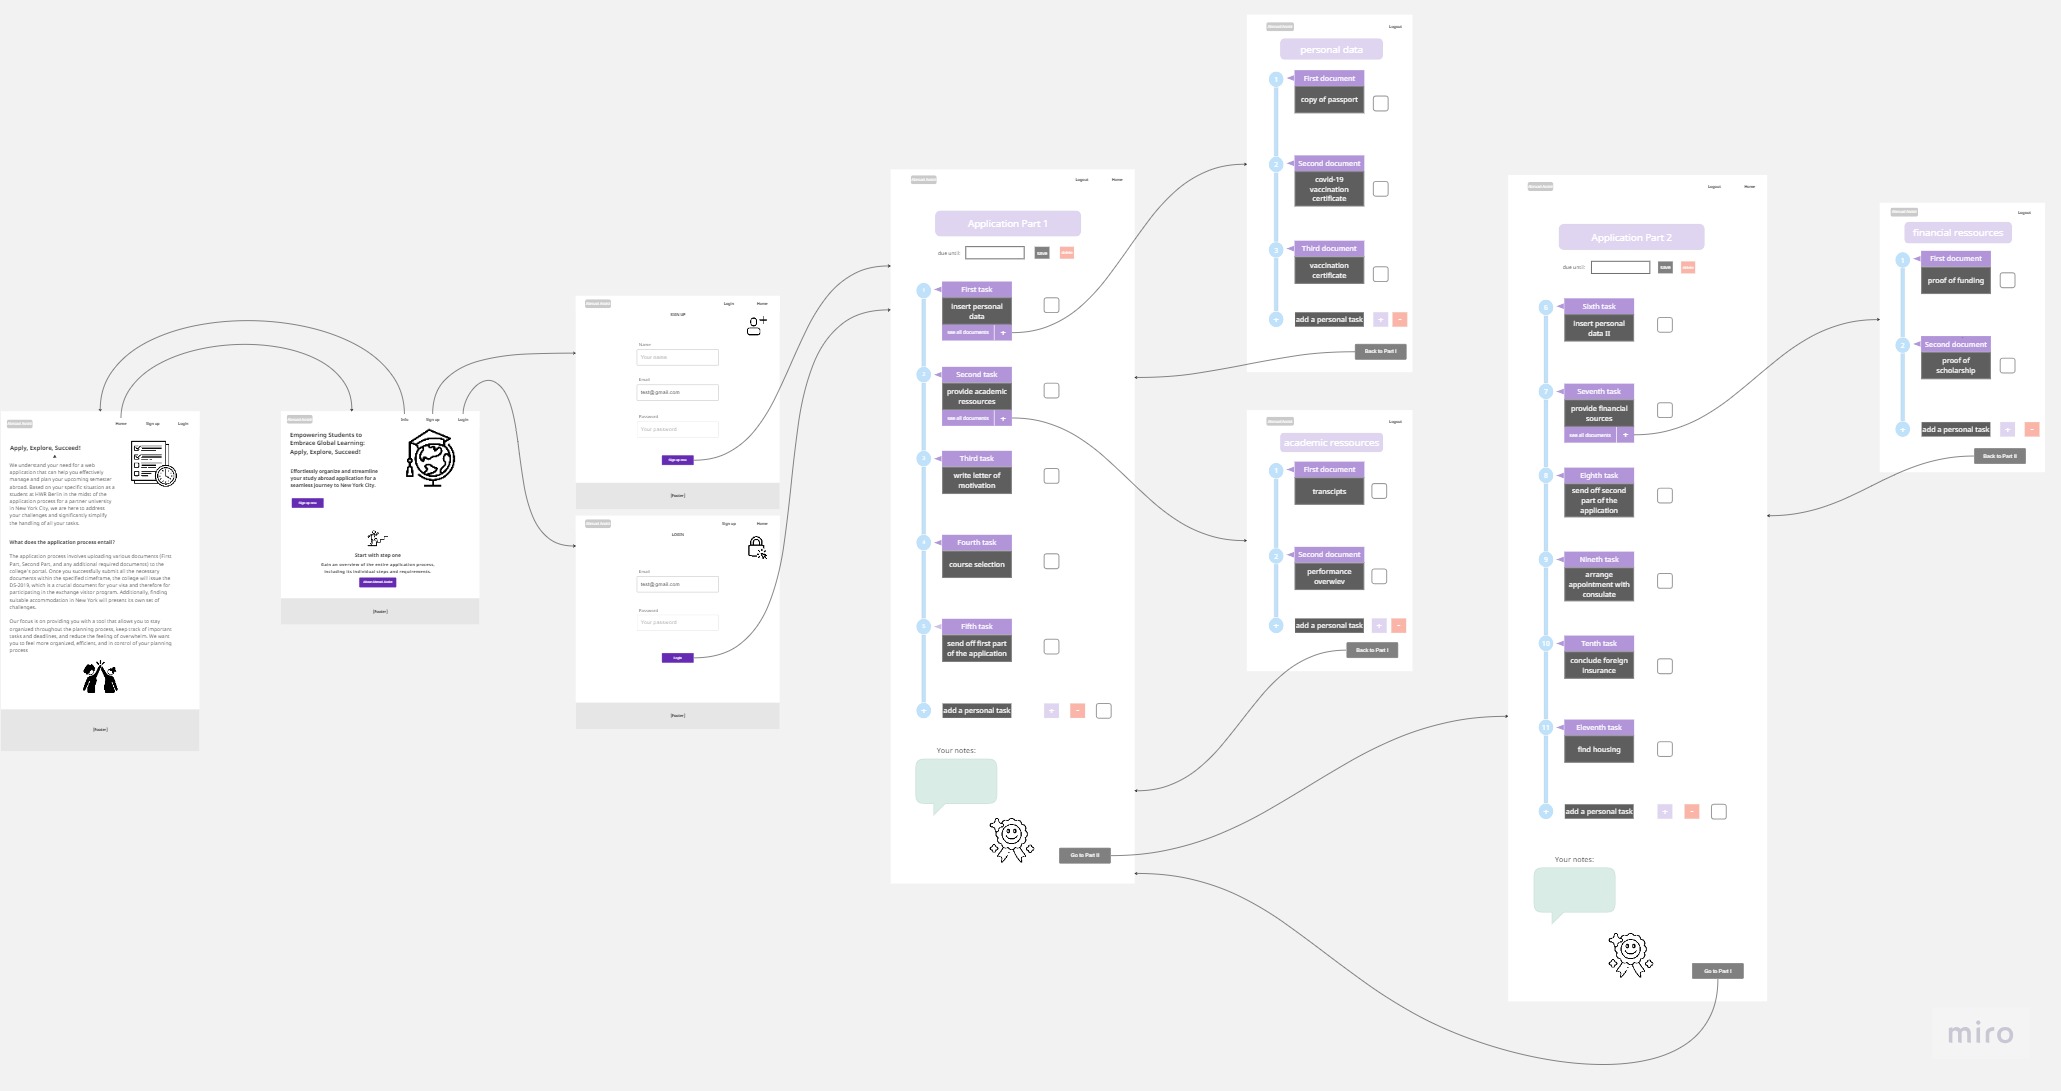 Home
Sign up
Login
Apply, Explore, Succeed!
We understand your need for a web
application that can help you effectively
manage and plan your upcoming semester
abroad. Based on your specific situation as a
student at HWR Berlin in the midst of the
application process for a partner university
in New York City, we are here to address
your challenges and significantly simplify
the handling of all your tasks.
What does the application process entail?
The application process involves uploading various documents (First
Part, Second Part, and any additional required documents) to the
college's portal. Once you successfully submit all the necessary
documents within the specified timeframe, the college will issue the
DS-2019, which is a crucial document for your visa and therefore for
participating in the exchange visitor program. Additionally, finding
suitable accommodation in New York will present its own set of
challenges.
Our focus is on providing you with a tool that allows you to stay
organized throughout the planning process, keep track of important
tasks and deadlines, and reduce the feeling of overwhelm. We want
you to feel more organized, efficient, and in control of your planning
process
[Footer]
Info
Sign up
Login
Empowering Students to
Embrace Global Learning:
Apply, Explore, Succeed!
Effortlessly organize and streamline
your study abroad application for a
seamless journey to New York City.
Sign up now
Start with step one
Gain an overview of the entire application process,
including its individual steps and requirements.
[Footer]
Login
Home
SIGN UP
Name
Your name
Email
test@gmail.com
Password
Your password
Sign up now
[Footer]
Sign up
Home
LOGIN
Email
test@gmail.com
Password
Your password
Login
[Footer]
Logout
Home
Application Part 1
due until:
First task
insert personal
data
see all documents
+
Second task
provide academic
ressources
see all documents
+
Third task
write letter of
motivation
Fourth task
course selection
Fifth task
send off first part
of the application
+
add a personal task
+
-
Your notes:
Go to Part II
Logout
personal data
1
First document
copy of passport
2
Second document
covid-19
vaccination
certificate
3
Third document
vaccination
certificate
+
add a personal task
+
-
Back to Part I
Logout
academic ressources
1
First document
transcipts
2
Second document
performance
overwiev
+
add a personal task
+
-
Back to Part I
Logout
Home
Application Part 2
due until:
6
Sixth task
insert personal
data II
7
Seventh task
provide financial
sources
see all documents
+
8
Eighth task
send off second
part of the
application
9
Nineth task
arrange
appointment with
consulate
10
Tenth task
conclude foreign
insurance
11
Eleventh task
find housing
+
add a personal task
+
-
Your notes:
Go to Part I
Logout
financial ressources
1
First document
proof of funding
2
Second document
proof of
scholarship
+
add a personal task
+
-
Back to Part II
miro